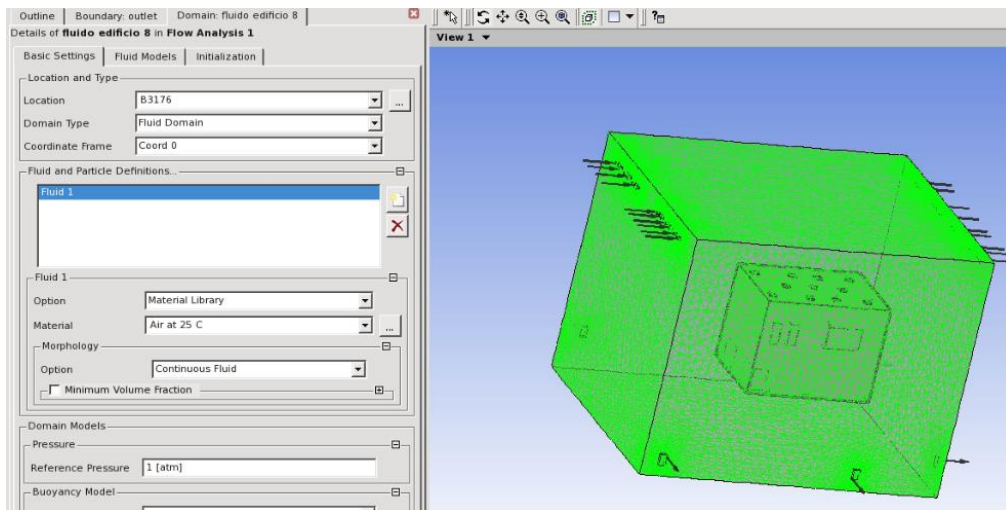 Outline
Boundary: outlet
Domain: fluido edificio 8
Details of fluido edificio 8 in Flow Analysis 1
Basic Settings
Fluid Models
Initialization
Location and Type
Location
B3176
...
Domain Type
Fluid Domain
Coordinate Frame
Coord 0
Fluid and Particle Definitions...
Fluid 1
Fluid 1
Option
Material Library
Material
Air at 25 C
...
Morphology
Option
Continuous Fluid
Minimum Volume Fraction
Domain Models
Pressure
Reference Pressure
1 [atm]
Buoyancy Model
View 1